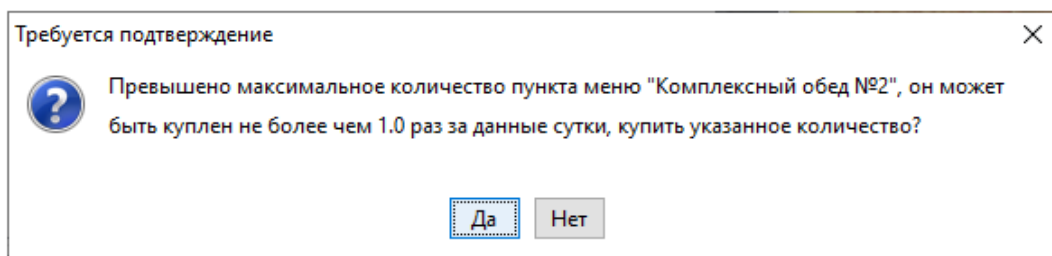 Требуется подтверждение
Превышено максимальное количество пункта меню "Комплексный обед №2", он может
быть куплен не более чем 1.0 раз за данные сутки, купить указанное количество?
Да Нет